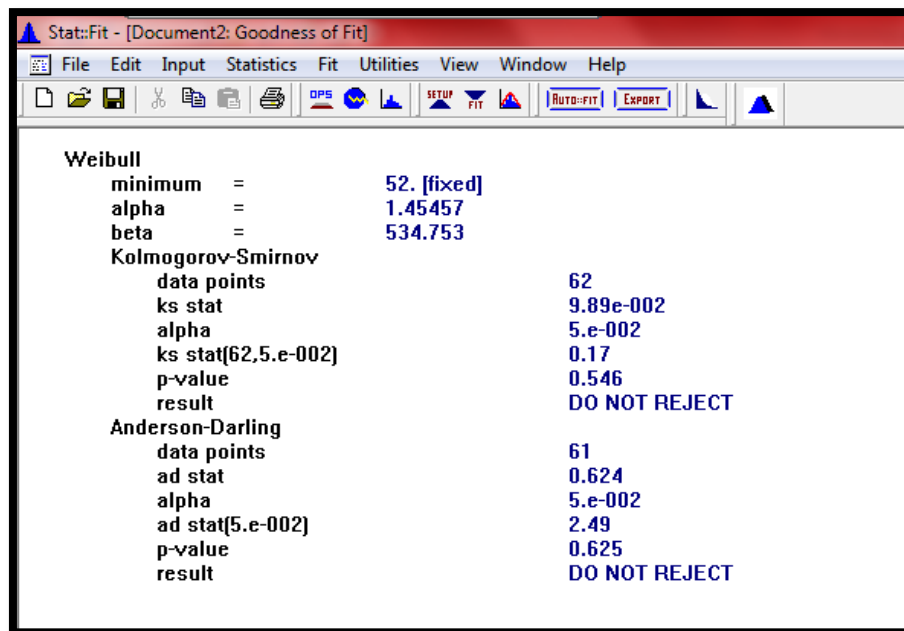 Stat::Fit - [Document2: Goodness of Fit]
File Edit Input Statistics Fit Utilities View Window Help
OPS SETUP FIT AUTO::FIT EXPORT
Weibull
minimum = 52. [fixed]
alpha = 1.45457
beta = 534.753
Kolmogorov-Smirnov
data points 62
ks stat 9.89e-002
alpha 5.e-002
ks stat(62,5.e-002) 0.17
p-value 0.546
result DO NOT REJECT
Anderson-Darling
data points 61
ad stat 0.624
alpha 5.e-002
ad stat(5.e-002) 2.49
p-value 0.625
result DO NOT REJECT